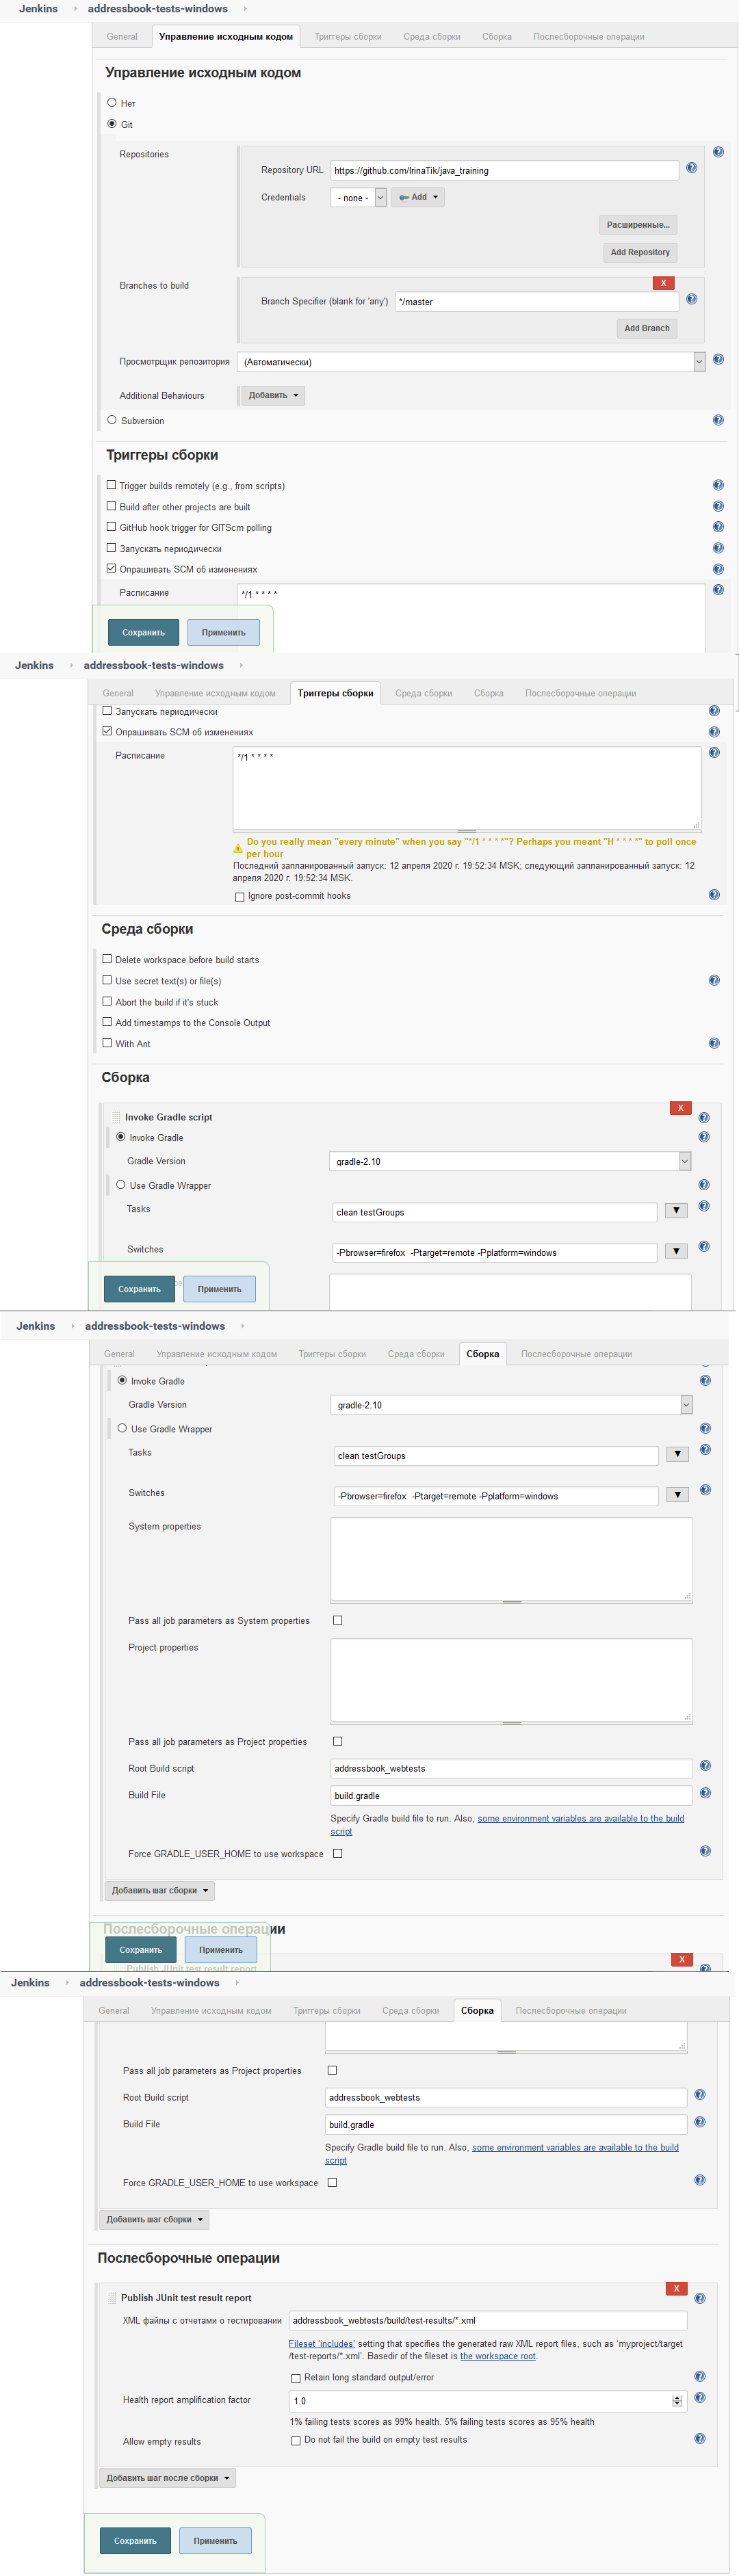 Jenkins addressbook-tests-windows
General Управление исходным кодом Триггеры сборки Среда сборки Сборка Послесборочные операции
Управление исходным кодом
Нет
Git
Repositories
Repository URL https://github.com/IrinaTik/java_training
Credentials - none - Add
Расширенные...
Add Repository
Branches to build X
Branch Specifier (blank for 'any') */master
Add Branch
Просмотрщик репозитория (Автоматически)
Additional Behaviours Добавить
Subversion
Триггеры сборки
Trigger builds remotely (e.g., from scripts)
Build after other projects are built
GitHub hook trigger for GITScm polling
Запускать периодически
Опрашивать SCM об изменениях
Расписание */1 * * * *
Сохранить Применить
Jenkins addressbook-tests-windows
General Управление исходным кодом Триггеры сборки Среда сборки Сборка Послесборочные операции
Запускать периодически
Опрашивать SCM об изменениях
Расписание */1 * * * *
Do you really mean "every minute" when you say "*/1 * * * *"? Perhaps you meant "H * * * *" to poll once
per hour
Последний запланированный запуск: 12 апреля 2020 г. 19:52:34 MSK; следующий запланированный запуск: 12
апреля 2020 г. 19:52:34 MSK.
Ignore post-commit hooks
Среда сборки
Delete workspace before build starts
Use secret text(s) or file(s)
Abort the build if it's stuck
Add timestamps to the Console Output
With Ant
Сборка
X
Invoke Gradle script
Invoke Gradle
Gradle Version gradle-2.10
Use Gradle Wrapper
Tasks clean testGroups
Switches -Pbrowser=firefox -Ptarget=remote -Pplatform=windows
Сохранить Применить
Jenkins addressbook-tests-windows
General Управление исходным кодом Триггеры сборки Среда сборки Сборка Послесборочные операции
Invoke Gradle
Gradle Version gradle-2.10
Use Gradle Wrapper
Tasks clean testGroups
Switches -Pbrowser=firefox -Ptarget=remote -Pplatform=windows
System properties
Pass all job parameters as System properties
Project properties
Pass all job parameters as Project properties
Root Build script addressbook_webtests
Build File build.gradle
Specify Gradle build file to run. Also, some environment variables are available to the build
script
Force GRADLE_USER_HOME to use workspace
Добавить шаг сборки
Послесборочные операции
Сохранить Применить
X
Publish JUnit test result report
Jenkins addressbook-tests-windows
General Управление исходным кодом Триггеры сборки Среда сборки Сборка Послесборочные операции
Pass all job parameters as Project properties
Root Build script addressbook_webtests
Build File build.gradle
Specify Gradle build file to run. Also, some environment variables are available to the build
script
Force GRADLE_USER_HOME to use workspace
Добавить шаг сборки
Послесборочные операции
X
Publish JUnit test result report
XML файлы с отчетами о тестировании addressbook_webtests/build/test-results/*.xml
Fileset 'includes' setting that specifies the generated raw XML report files, such as 'myproject/target
/test-reports/*.xml'. Basedir of the fileset is the workspace root.
Retain long standard output/error
Health report amplification factor 1.0
1% failing tests scores as 99% health. 5% failing tests scores as 95% health
Allow empty results Do not fail the build on empty test results
Добавить шаг после сборки
Сохранить Применить